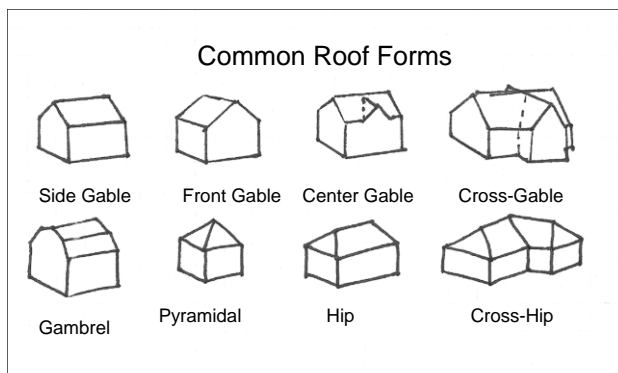 Common Roof Forms
Side Gable
Front Gable
Center Gable
Cross-Gable
Gambrel
Pyramidal
Hip
Cross-Hip